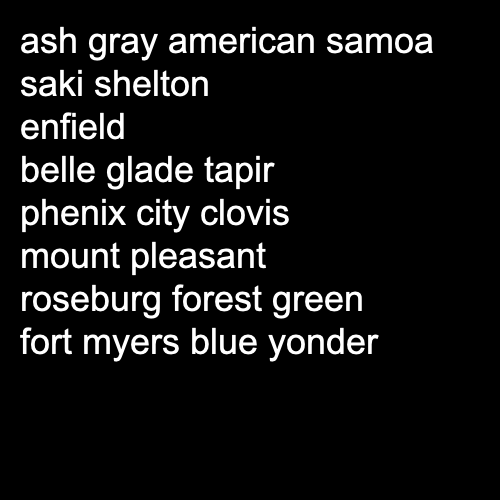 ash gray american samoa
saki shelton
enfield
belle glade tapir
phenix city clovis
mount pleasant
roseburg forest green
fort myers blue yonder